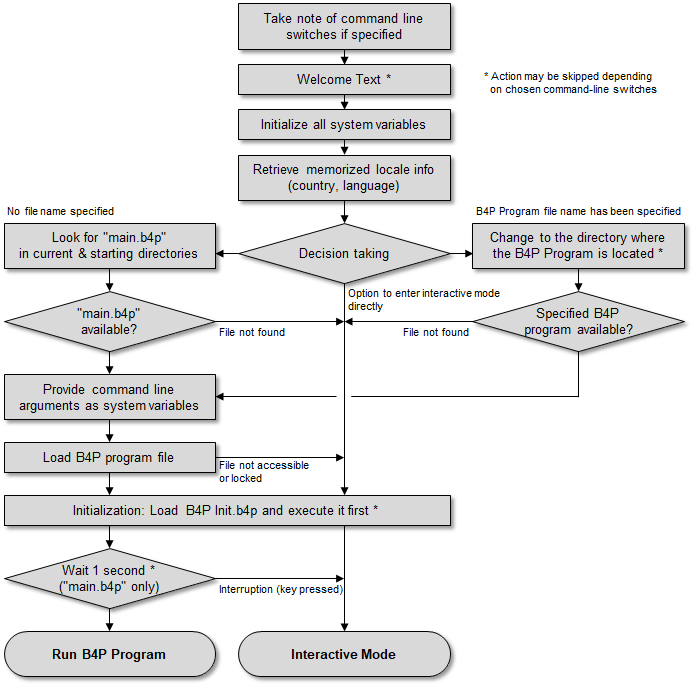 Take note of command line
switches if specified
Welcome Text *
* Action may be skipped depending
on chosen command-line switches
Initialize all system variables
Retrieve memorized locale info
(country, language)
No file name specified
B4P Program file name has been specified
Look for "main.b4p"
in current & starting directories
Decision taking
Change to the directory where
the B4P Program is located *
Option to enter interactive mode
directly
"main.b4p"
available?
File not found
File not found
Specified B4P
program available?
Provide command line
arguments as system variables
Load B4P program file
File not accessible
or locked
Initialization: Load B4P Init.b4p and execute it first *
Wait 1 second *
("main.b4p" only)
Interruption (key pressed)
Run B4P Program
Interactive Mode